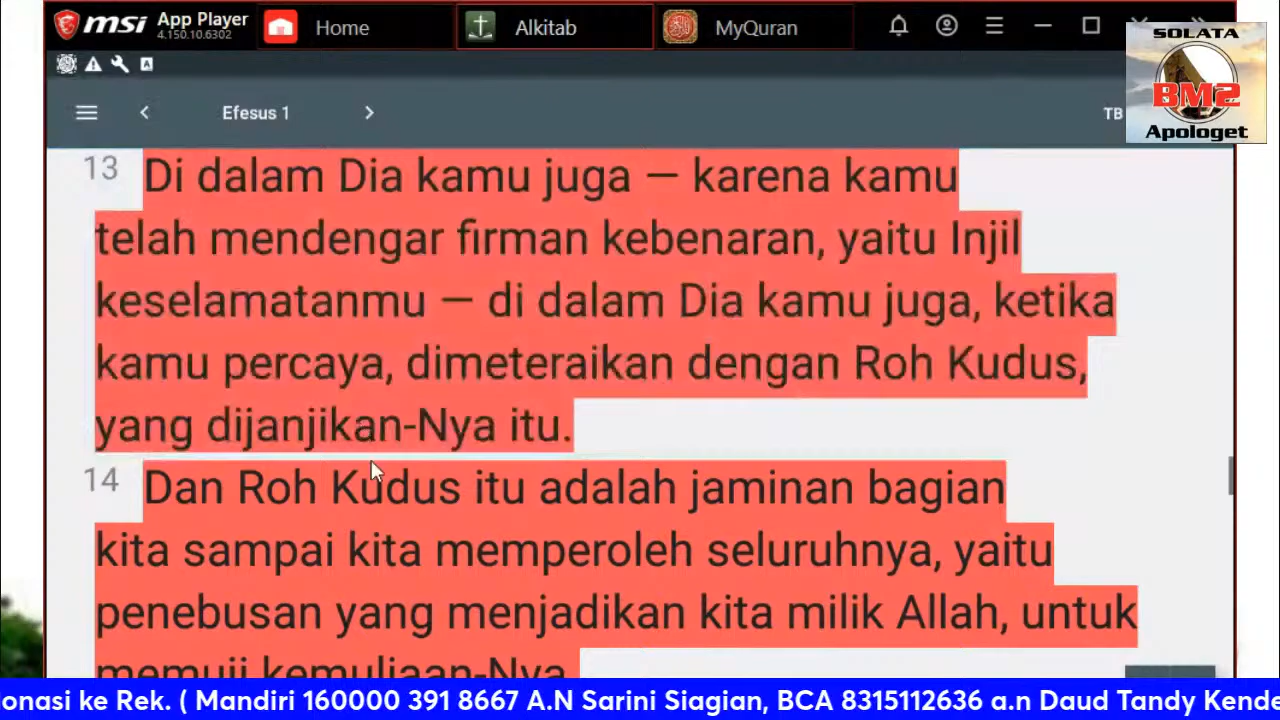 msi App Player
4.150.10.6302
Home
Alkitab
MyQuran
SOLATA
BM2
Apologet
Efesus 1
TB
13 Di dalam Dia kamu juga — karena kamu
telah mendengar firman kebenaran, yaitu Injil
keselamatanmu — di dalam Dia kamu juga, ketika
kamu percaya, dimeteraikan dengan Roh Kudus,
yang dijanjikan-Nya itu.
14 Dan Roh Kudus itu adalah jaminan bagian
kita sampai kita memperoleh seluruhnya, yaitu
penebusan yang menjadikan kita milik Allah, untuk
memuji kemuliaan-Nya.
onasi ke Rek. ( Mandiri 160000 391 8667 A.N Sarini Siagian, BCA 8315112636 a.n Daud Tandy Kende